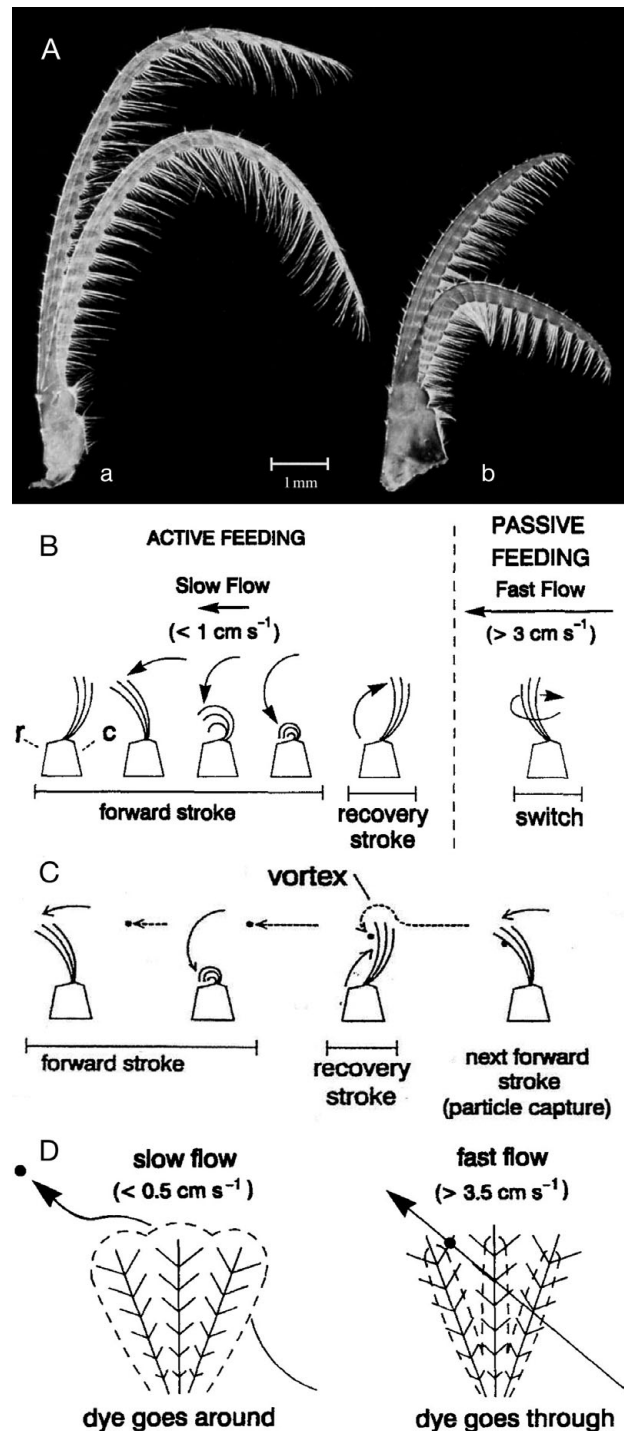 A
a
1 mm
b
B
ACTIVE FEEDING
PASSIVE
FEEDING
Slow Flow
(< 1 cm s⁻¹)
Fast Flow
(> 3 cm s⁻¹)
r
c
forward stroke
recovery
stroke
switch
C
vortex
forward stroke
recovery
stroke
next forward
stroke
(particle capture)
D
slow flow
(< 0.5 cm s⁻¹)
fast flow
(> 3.5 cm s⁻¹)
dye goes around
dye goes through